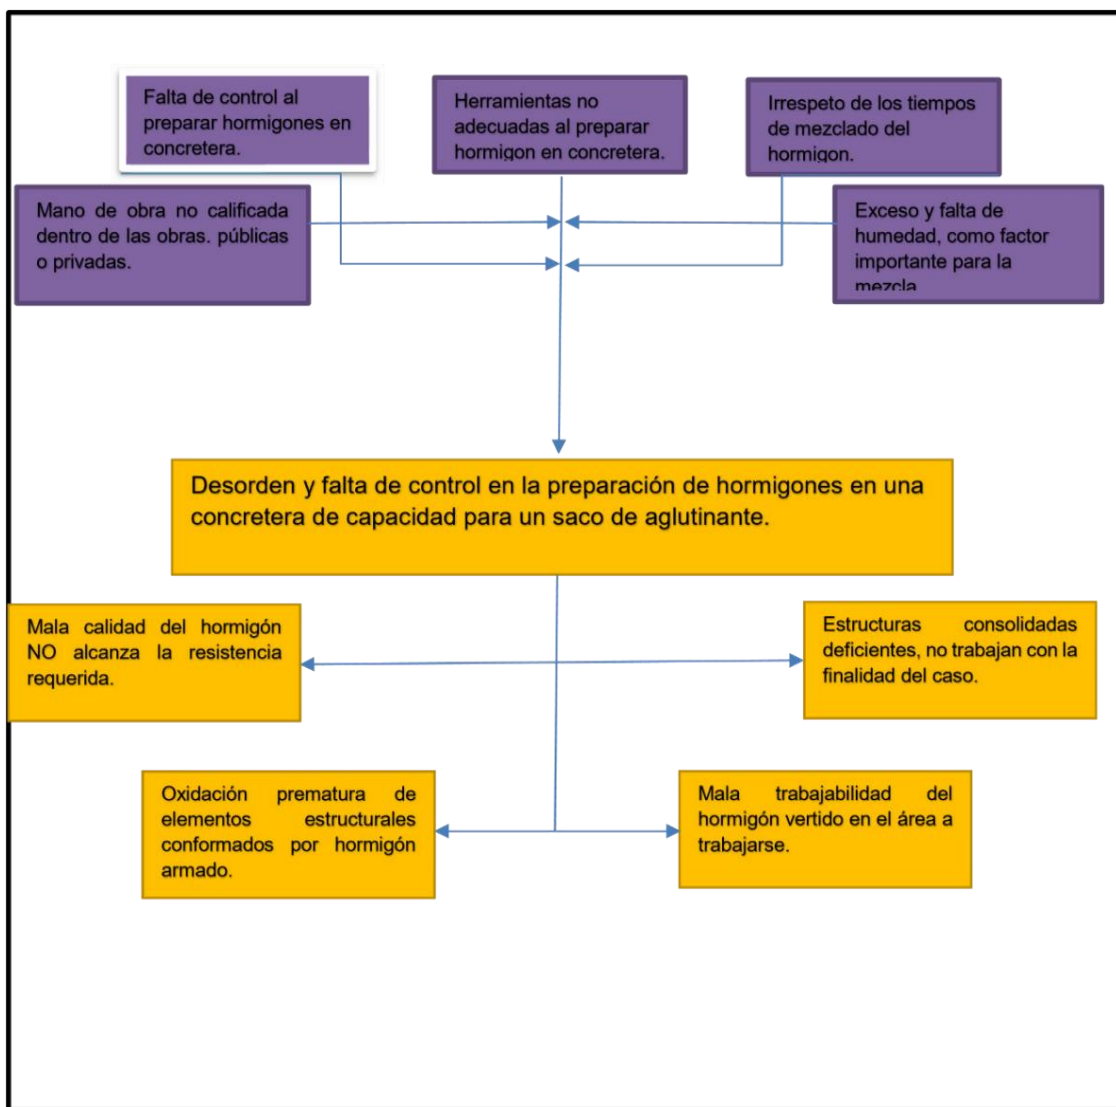 Falta de control al
preparar hormigones en
concretera.
Herramientas no
adecuadas al preparar
hormigon en concretera.
Irrespeto de los tiempos
de mezclado del
hormigon.
Mano de obra no calificada
dentro de las obras. públicas
o privadas.
Exceso y falta de
humedad, como factor
importante para la
mezcla
Desorden y falta de control en la preparación de hormigones en una
concretera de capacidad para un saco de aglutinante.
Mala calidad del hormigón
NO alcanza la resistencia
requerida.
Estructuras consolidadas
deficientes, no trabajan con la
finalidad del caso.
Oxidación prematura de
elementos estructurales
conformados por hormigón
armado.
Mala trabajabilidad del
hormigón vertido en el área a
trabajarse.